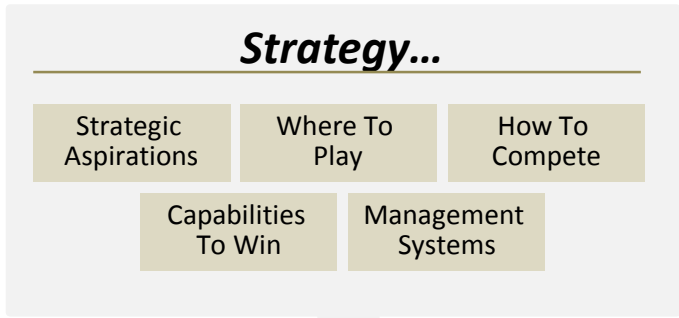 Strategy…
Strategic
Aspirations
Where To
Play
How To
Compete
Capabilities
To Win
Management
Systems